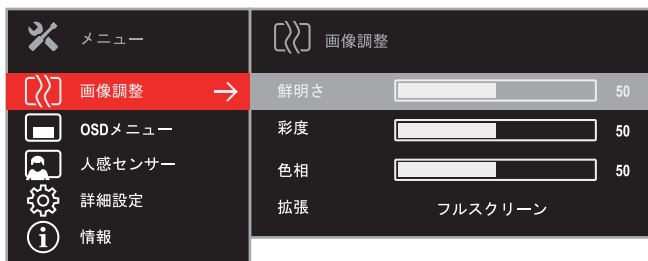 メニュー
画像調整
OSDメニュー
人感センサー
詳細設定
情報
画像調整
鮮明さ 50
彩度 50
色相 50
拡張 フルスクリーン